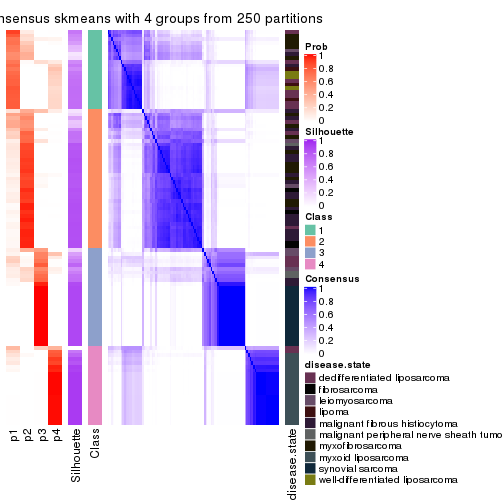 nsensus skmeans with 4 groups from 250 partitions
Prob
1
0.8
0.6
0.4
0.2
0
Silhouette
1
0.8
0.6
0.4
0.2
0
Class
1
2
3
4
Consensus
1
0.8
0.6
0.4
0.2
0
disease.state
dedifferentiated liposarcoma
fibrosarcoma
leiomyosarcoma
lipoma
malignant fibrous histiocytoma
malignant peripheral nerve sheath tumo
myxofibrosarcoma
myxoid liposarcoma
synovial sarcoma
well-differentiated liposarcoma
p1
p2
p3
p4
Silhouette
Class
disease.state